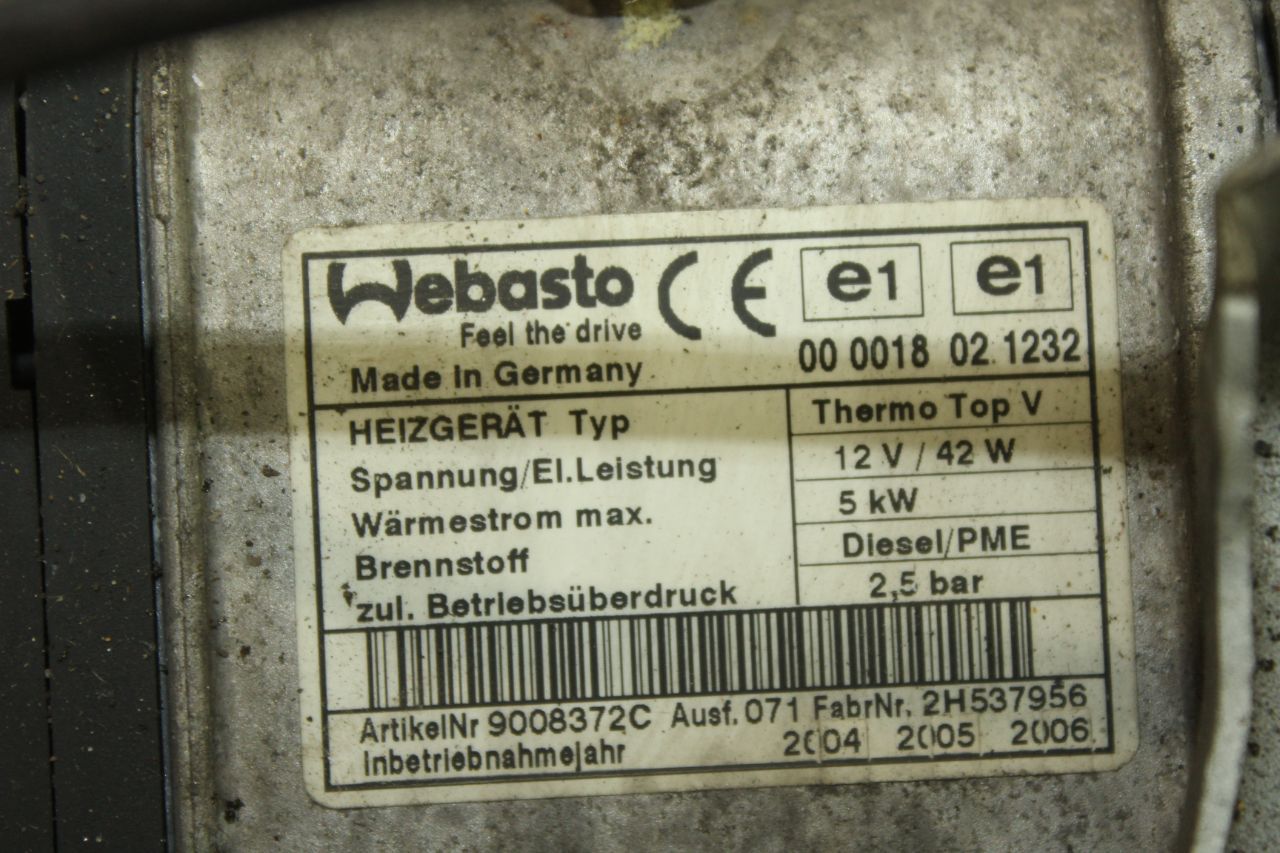 Webasto CE e1 e1
Feel the drive
00 0018 02 1232
Made in Germany
HEIZGERÄT Typ Thermo Top V
Spannung/El.Leistung 12 V / 42 W
Wärmestrom max. 5 kW
Brennstoff Diesel/PME
zul. Betriebsüberdruck 2,5 bar
ArtikelNr 9008372C Ausf. 071 FabrNr. 2H537956
Inbetriebnahmejahr 2004 2005 2006